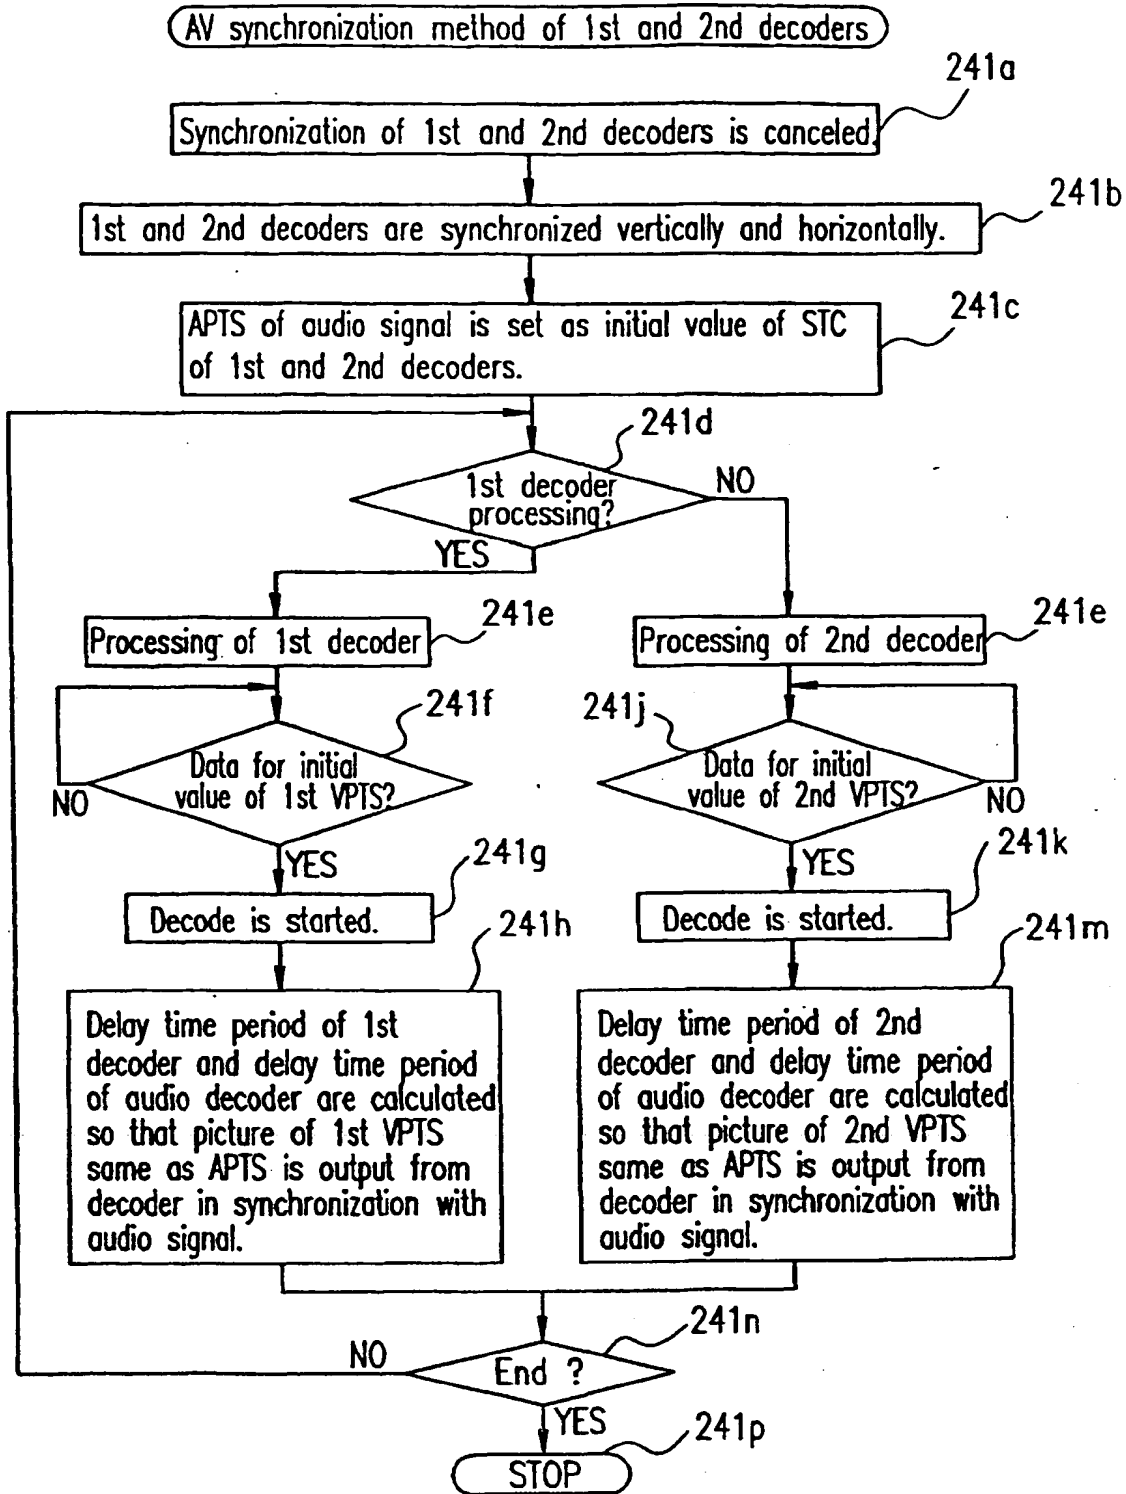 AV synchronization method of 1st and 2nd decoders
241a
Synchronization of 1st and 2nd decoders is canceled.
241b
1st and 2nd decoders are synchronized vertically and horizontally.
241c
APTS of audio signal is set as initial value of STC
of 1st and 2nd decoders.
241d
1st decoder
processing?
NO
YES
241e
Processing of 1st decoder
241e
Processing of 2nd decoder
241f
Data for initial
value of 1st VPTS?
NO
241j
Data for initial
value of 2nd VPTS?
NO
YES
241g
Decode is started.
YES
241k
Decode is started.
241h
Delay time period of 1st
decoder and delay time period
of audio decoder are calculated
so that picture of 1st VPTS
same as APTS is output from
decoder in synchronization with
audio signal.
241m
Delay time period of 2nd
decoder and delay time period
of audio decoder are calculated
so that picture of 2nd VPTS
same as APTS is output from
decoder in synchronization with
audio signal.
241n
NO
End ?
YES
241p
STOP